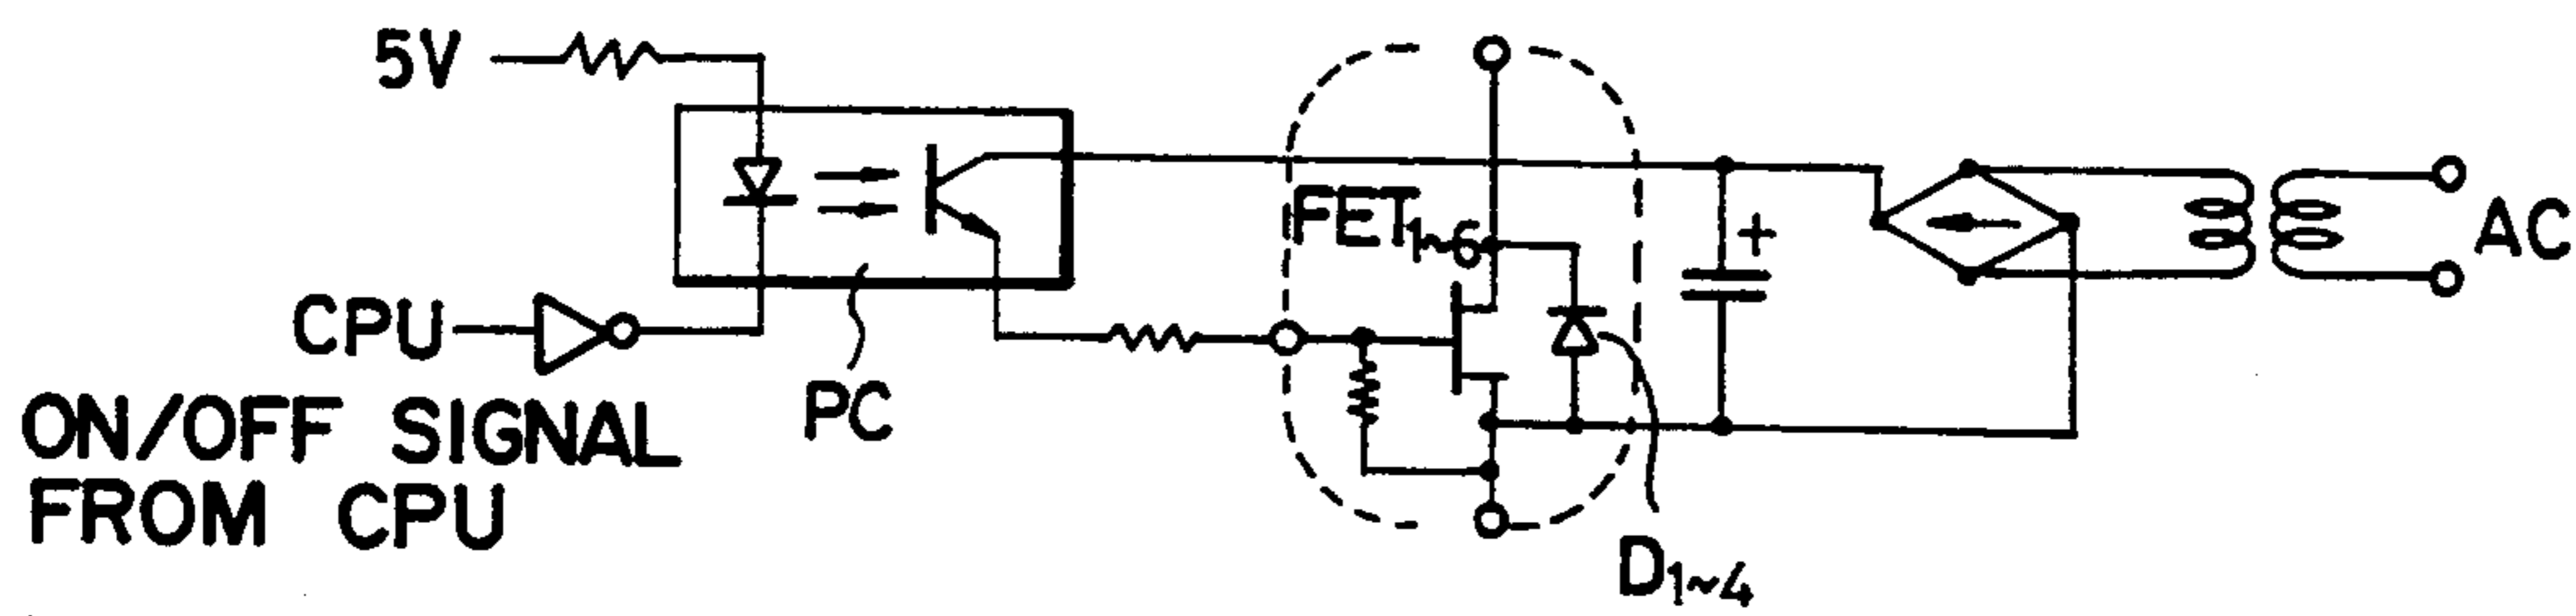 5V
FET1~6
+
AC
CPU
PC
ON/OFF SIGNAL
FROM CPU
D1~4